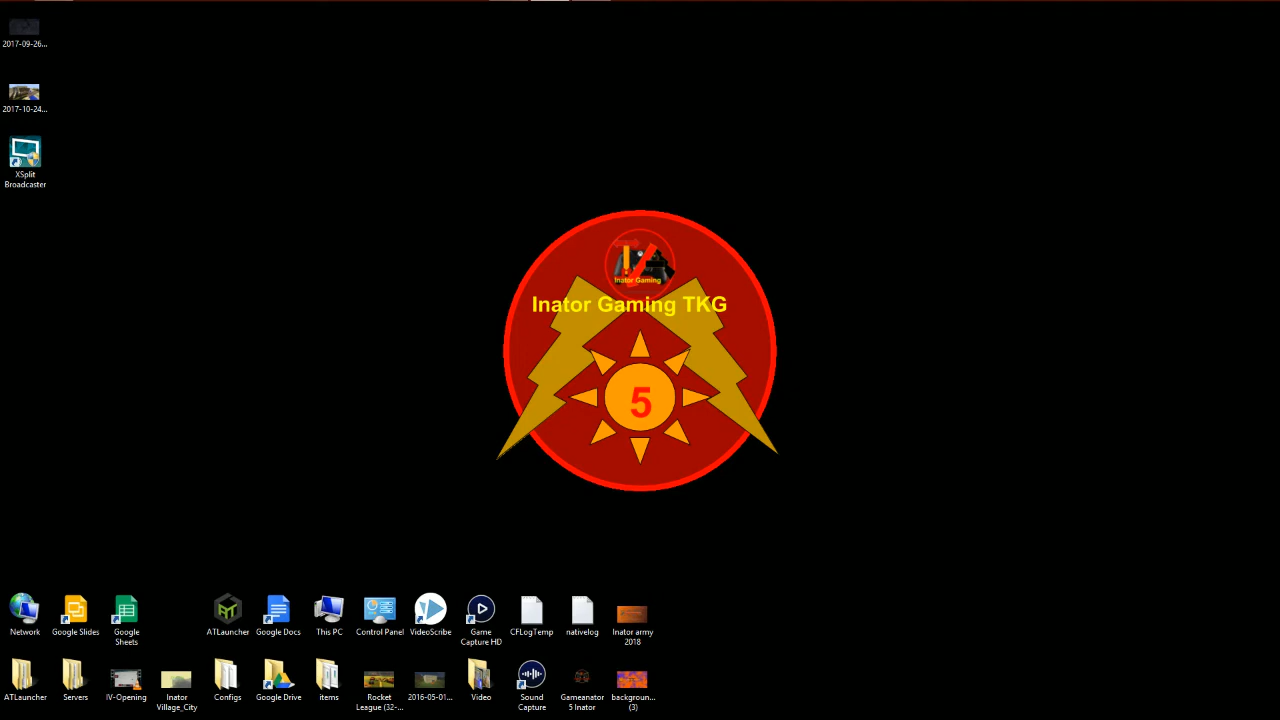 2017-09-26...
2017-10-24...
XSplit
Broadcaster
Inator Gaming
Inator Gaming TKG
5
Network
Google Slides
Google
Sheets
ATLauncher
Google Docs
This PC
Control Panel
VideoScribe
Game
Capture HD
CFLogTemp
nativelog
Inator army
2018
ATLauncher
Servers
IV-Opening
Inator
Village_City
Configs
Google Drive
items
Rocket
League (32-...
2016-05-01...
Video
Sound
Capture
Gameanator
5 Inator
backgroun...
(3)